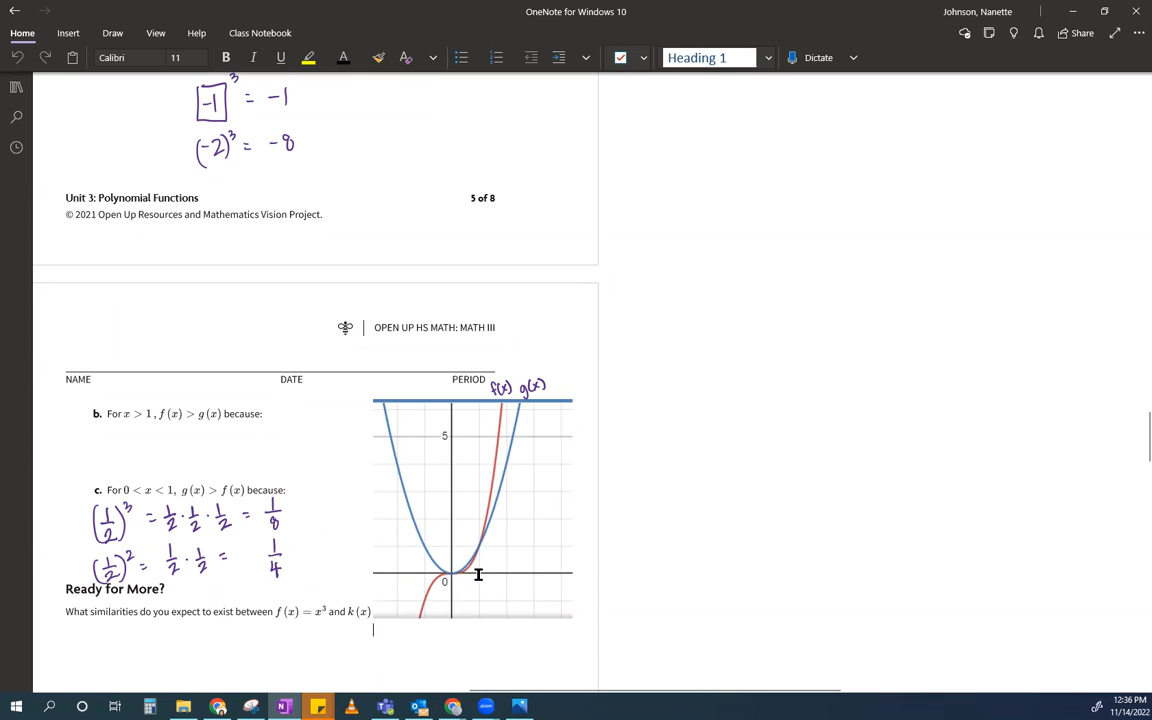 OneNote for Windows 10
Johnson, Nanette
Home Insert Draw View Help Class Notebook
Share
Calibri 11 B I U A Heading 1 Dictate
-1 ³ = -1
(-2)³ = -8
Unit 3: Polynomial Functions 5 of 8
© 2021 Open Up Resources and Mathematics Vision Project.
OPEN UP HS MATH: MATH III
NAME DATE PERIOD
f(x) g(x)
b. For x > 1, f (x) > g (x) because:
5
c. For 0 < x < 1, g (x) > f (x) because:
(1/2)³ = 1/2 · 1/2 · 1/2 = 1/8
(1/2)² = 1/2 · 1/2 = 1/4
0
Ready for More?
What similarities do you expect to exist between f (x) = x³ and k (x)
12:36 PM
11/14/2022